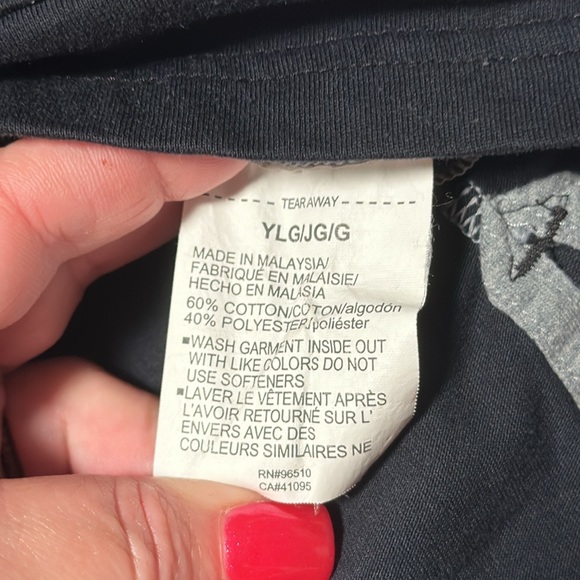 - - - - - TEARAWAY - - - - - - -
YLG/JG/G
MADE IN MALAYSIA/
FABRIQUÉ EN MALAISIE/
HECHO EN MALASIA
60% COTTON/COTON/algodón
40% POLYESTER/poliéster
▪WASH GARMENT INSIDE OUT
WITH LIKE COLORS DO NOT
USE SOFTENERS
▪LAVER LE VÊTEMENT APRÈS
L'AVOIR RETOURNÉ SUR L'
ENVERS AVEC DES
COULEURS SIMILAIRES NE
RN#96510
CA#41095